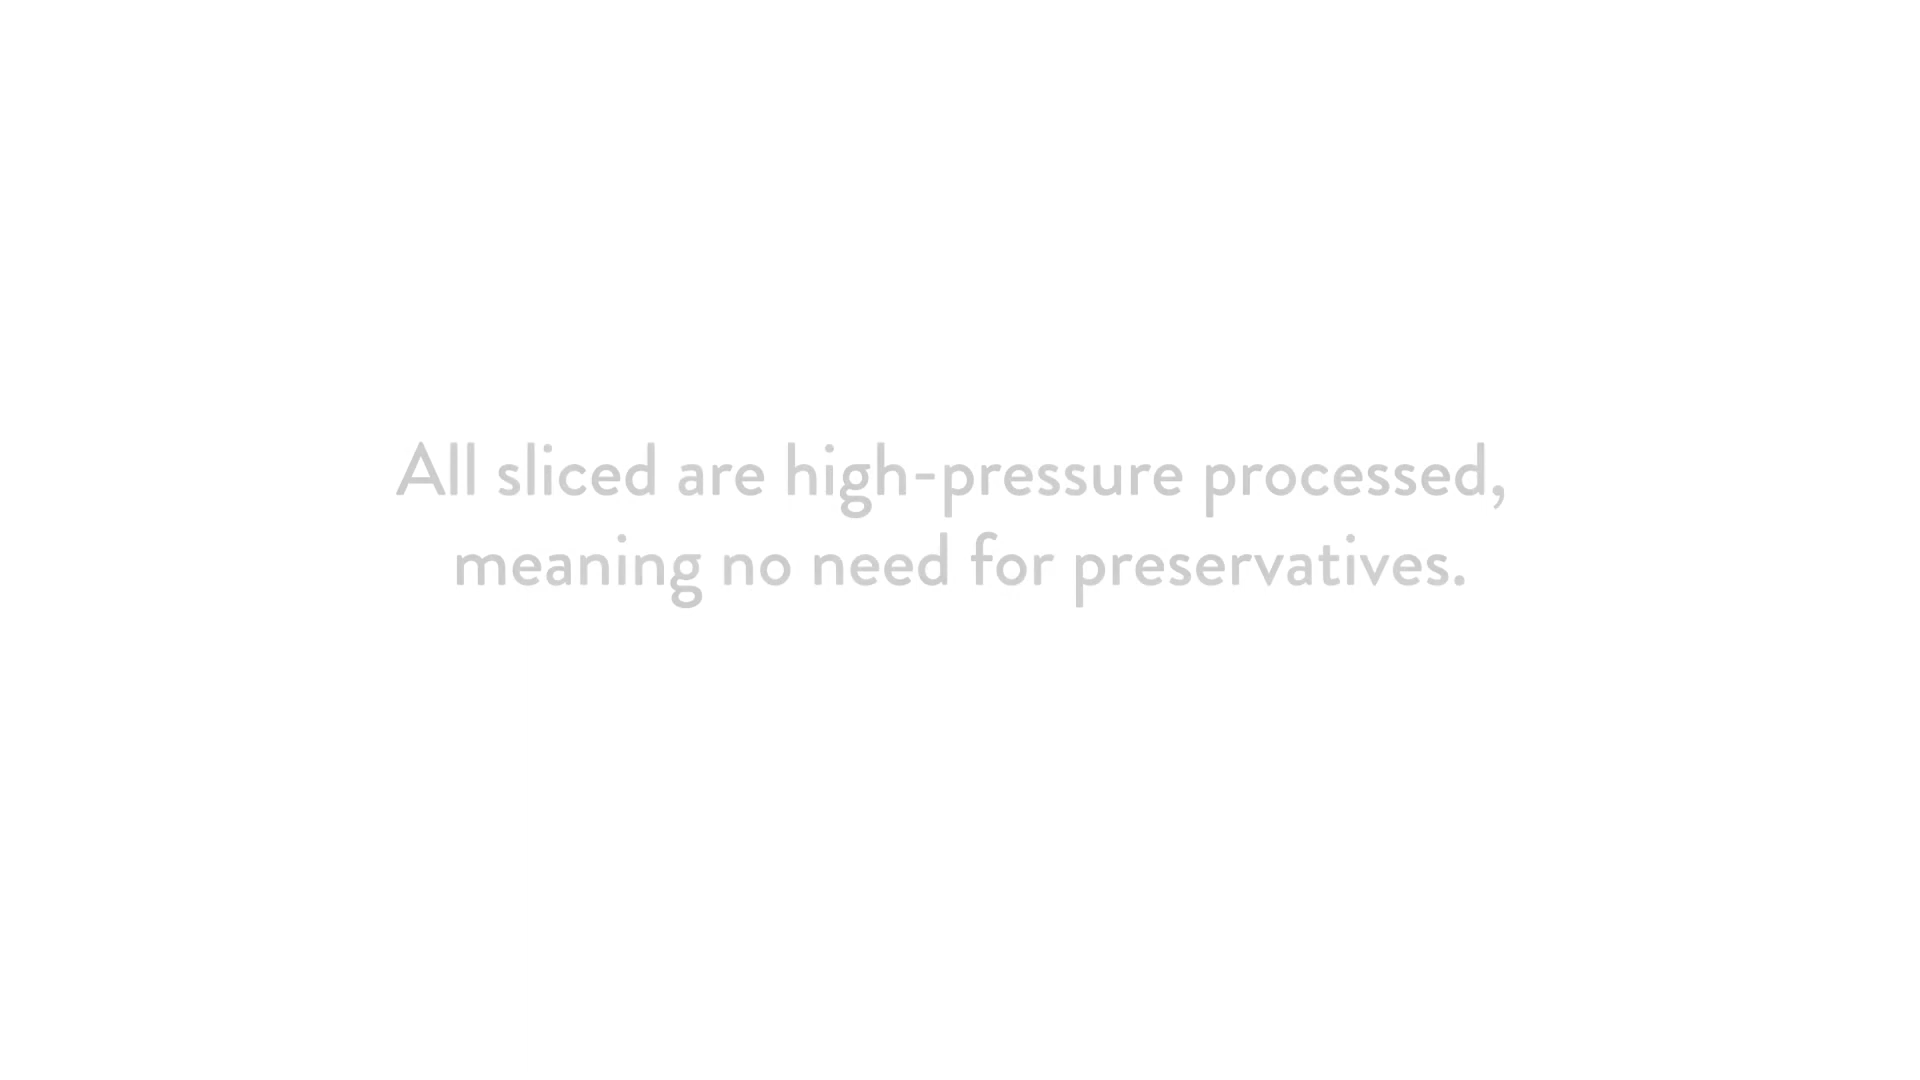 All sliced are high-pressure processed,
meaning no need for preservatives.